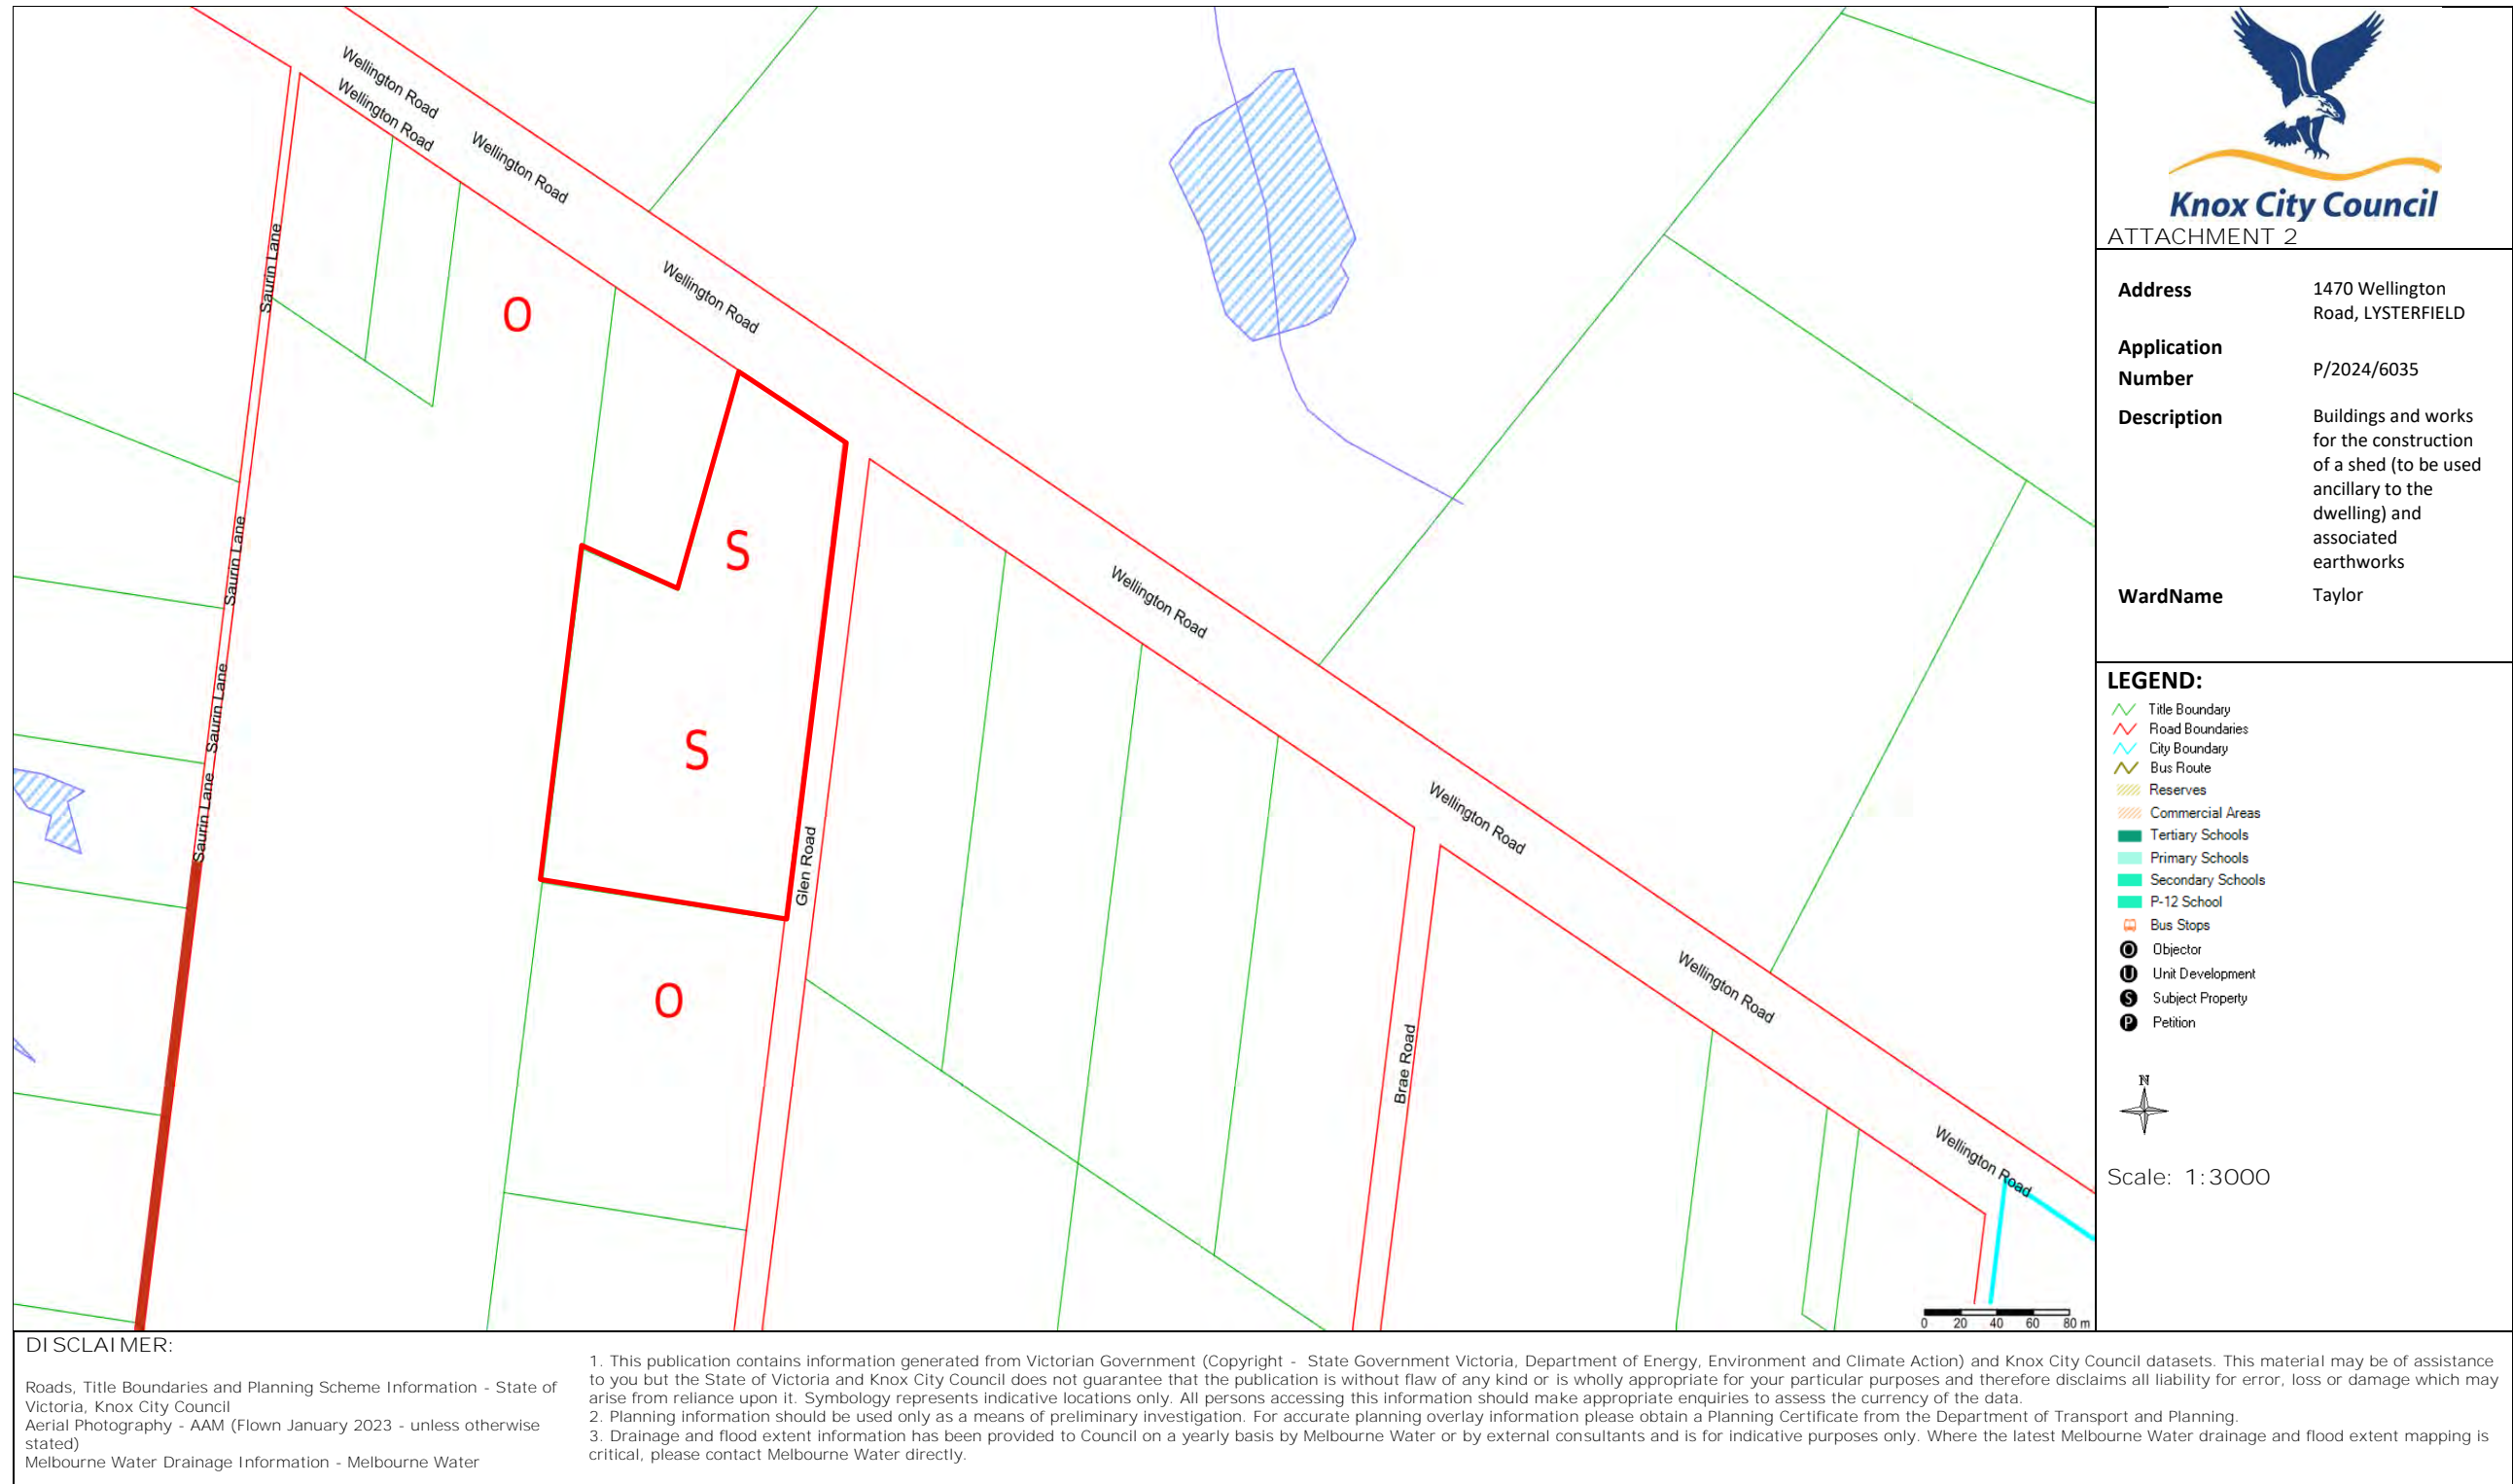 Wellington Road
Wellington Road
Wellington Road
Wellington Road
Wellington Road
Wellington Road
Wellington Road
Wellington Road
Saurin Lane
Saurin Lane
Saurin Lane
Saurin Lane
Glen Road
Brae Road
O
S
S
O
0 20 40 60 80 m
Knox City Council
ATTACHMENT 2
Address 1470 Wellington
Road, LYSTERFIELD
Application
Number P/2024/6035
Description Buildings and works
for the construction
of a shed (to be used
ancillary to the
dwelling) and
associated
earthworks
WardName Taylor
LEGEND:
Title Boundary
Road Boundaries
City Boundary
Bus Route
Reserves
Commercial Areas
Tertiary Schools
Primary Schools
Secondary Schools
P-12 School
Bus Stops
O Objector
U Unit Development
S Subject Property
P Petition
N
Scale: 1:3000
DISCLAIMER:
Roads, Title Boundaries and Planning Scheme Information - State of
Victoria, Knox City Council
Aerial Photography - AAM (Flown January 2023 - unless otherwise
stated)
Melbourne Water Drainage Information - Melbourne Water
1. This publication contains information generated from Victorian Government (Copyright - State Government Victoria, Department of Energy, Environment and Climate Action) and Knox City Council datasets. This material may be of assistance
to you but the State of Victoria and Knox City Council does not guarantee that the publication is without flaw of any kind or is wholly appropriate for your particular purposes and therefore disclaims all liability for error, loss or damage which may
arise from reliance upon it. Symbology represents indicative locations only. All persons accessing this information should make appropriate enquiries to assess the currency of the data.
2. Planning information should be used only as a means of preliminary investigation. For accurate planning overlay information please obtain a Planning Certificate from the Department of Transport and Planning.
3. Drainage and flood extent information has been provided to Council on a yearly basis by Melbourne Water or by external consultants and is for indicative purposes only. Where the latest Melbourne Water drainage and flood extent mapping is
critical, please contact Melbourne Water directly.